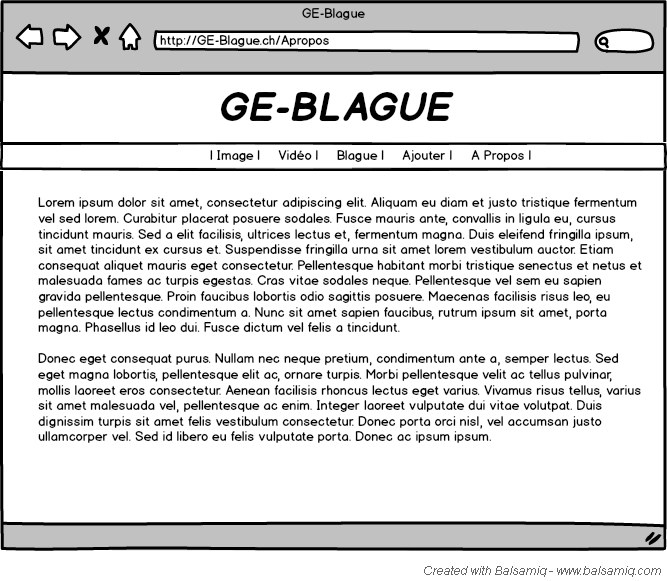 GE-Blague
http://GE-Blague.ch/Apropos
GE-BLAGUE
| Image | Vidéo | Blague | Ajouter | A Propos |
Lorem ipsum dolor sit amet, consectetur adipiscing elit. Aliquam eu diam et justo tristique fermentum
vel sed lorem. Curabitur placerat posuere sodales. Fusce mauris ante, convallis in ligula eu, cursus
tincidunt mauris. Sed a elit facilisis, ultrices lectus et, fermentum magna. Duis eleifend fringilla ipsum,
sit amet tincidunt ex cursus et. Suspendisse fringilla urna sit amet lorem vestibulum auctor. Etiam
consequat aliquet mauris eget consectetur. Pellentesque habitant morbi tristique senectus et netus et
malesuada fames ac turpis egestas. Cras vitae sodales neque. Pellentesque vel sem eu sapien
gravida pellentesque. Proin faucibus lobortis odio sagittis posuere. Maecenas facilisis risus leo, eu
pellentesque lectus condimentum a. Nunc sit amet sapien faucibus, rutrum ipsum sit amet, porta
magna. Phasellus id leo dui. Fusce dictum vel felis a tincidunt.
Donec eget consequat purus. Nullam nec neque pretium, condimentum ante a, semper lectus. Sed
eget magna lobortis, pellentesque elit ac, ornare turpis. Morbi pellentesque velit ac tellus pulvinar,
mollis laoreet eros consectetur. Aenean facilisis rhoncus lectus eget varius. Vivamus risus tellus, varius
sit amet malesuada vel, pellentesque ac enim. Integer laoreet vulputate dui vitae volutpat. Duis
dignissim turpis sit amet felis vestibulum consectetur. Donec porta orci nisl, vel accumsan justo
ullamcorper vel. Sed id libero eu felis vulputate porta. Donec ac ipsum ipsum.
Created with Balsamiq - www.balsamiq.com